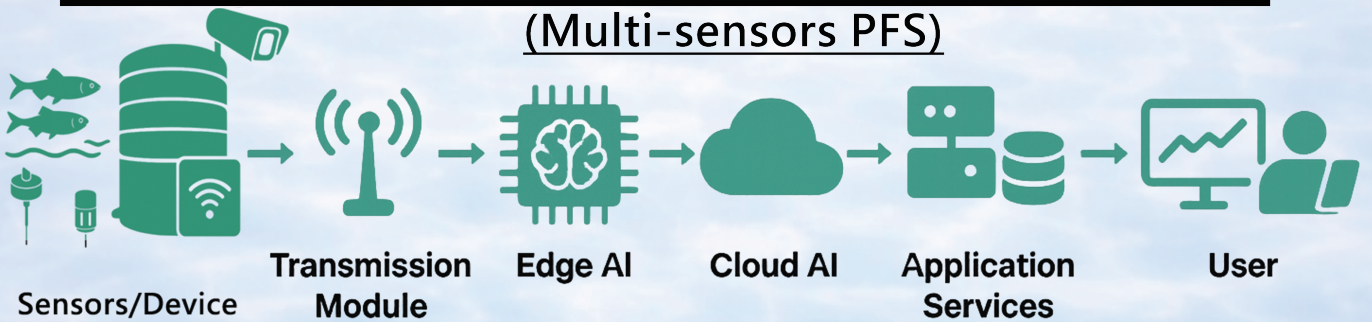 (Multi-sensors PFS)
Sensors/Device
Transmission
Module
Edge AI
Cloud AI
Application
Services
User